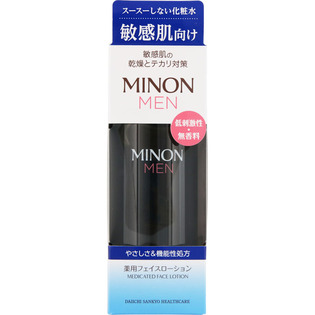 スースーしない化粧水
敏感肌向け
敏感肌の
乾燥とテカリ対策
MINON
MEN
低刺激性
・
無香料
MINON
MEN
やさしさ&機能性処方
薬用フェイスローション
MEDICATED FACE LOTION
DAIICHI SANKYO HEALTHCARE